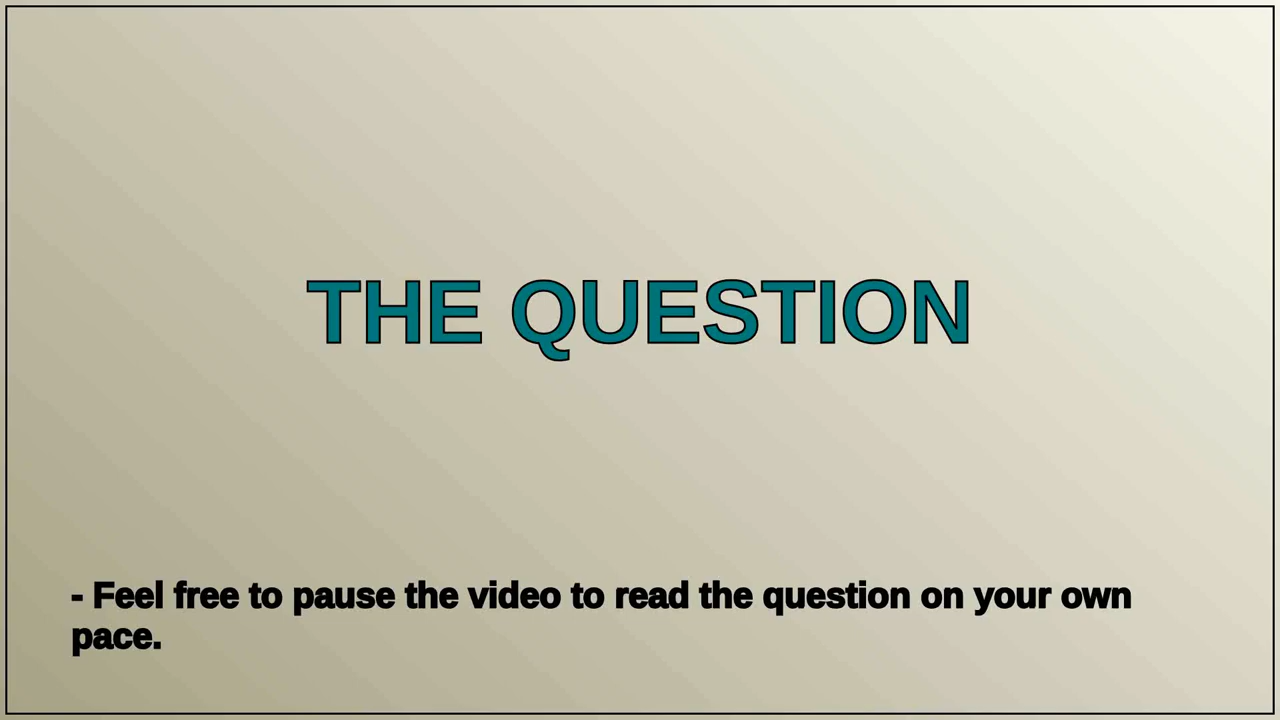 THE QUESTION
- Feel free to pause the video to read the question on your own
pace.